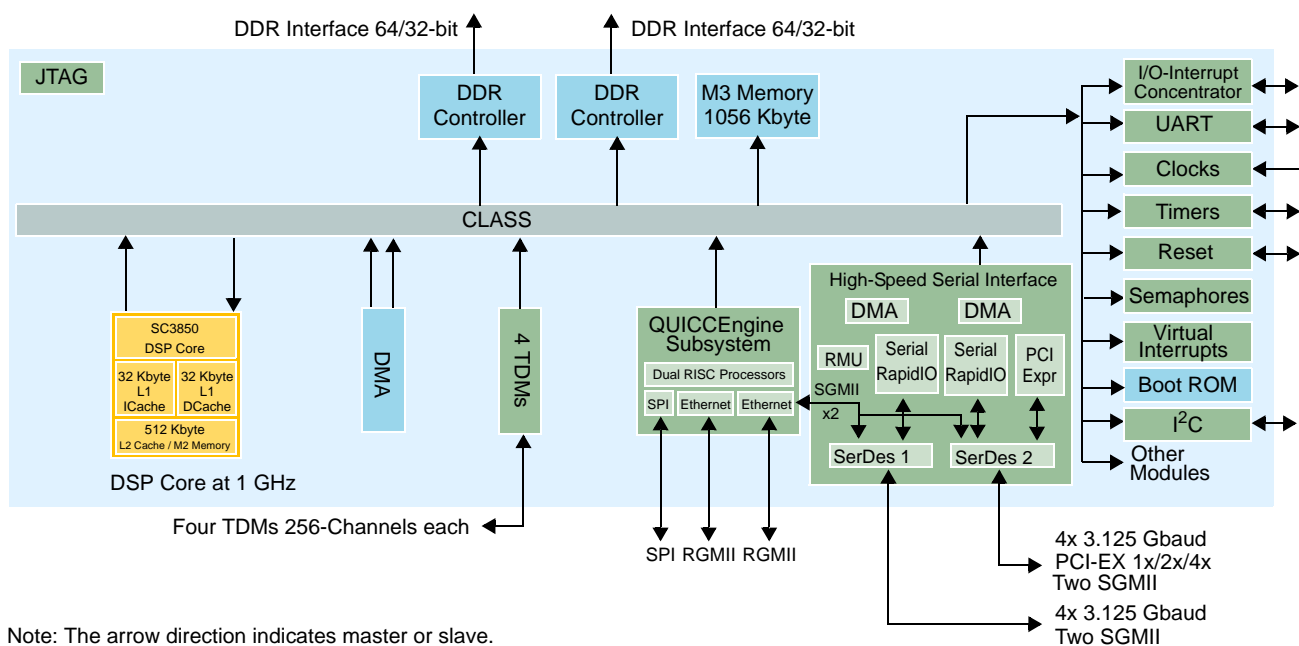 DDR Interface 64/32-bit
DDR Interface 64/32-bit
JTAG
DDR
Controller
DDR
Controller
M3 Memory
1056 Kbyte
I/O-Interrupt
Concentrator
UART
Clocks
Timers
Reset
Semaphores
Virtual
Interrupts
Boot ROM
I2C
Other
Modules
CLASS
SC3850
DSP Core
32 Kbyte
L1
ICache
32 Kbyte
L1
DCache
512 Kbyte
L2 Cache / M2 Memory
DSP Core at 1 GHz
DMA
4 TDMs
Four TDMs 256-Channels each
QUICCEngine
Subsystem
Dual RISC Processors
SPI
Ethernet
Ethernet
SPI
RGMII
RGMII
High-Speed Serial Interface
DMA
DMA
RMU
Serial
RapidIO
Serial
RapidIO
PCI
Expr
SGMII
x2
SerDes 1
SerDes 2
4x 3.125 Gbaud
PCI-EX 1x/2x/4x
Two SGMII
4x 3.125 Gbaud
Two SGMII
Note: The arrow direction indicates master or slave.